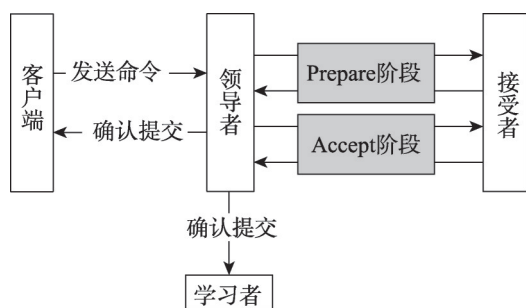 客户端
发送命令
确认提交
领导者
Prepare阶段
Accept阶段
接受者
确认提交
学习者